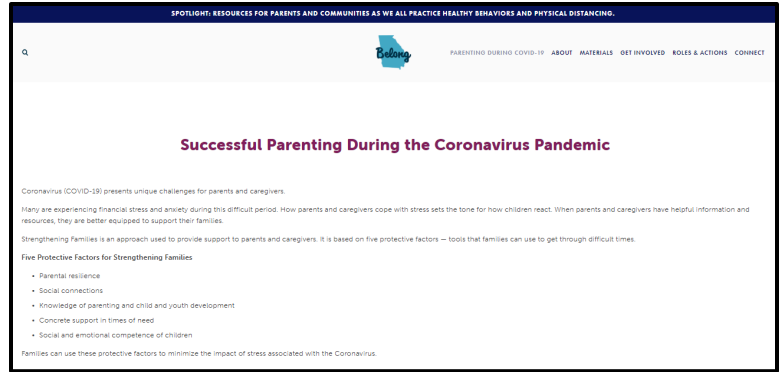 SPOTLIGHT: RESOURCES FOR PARENTS AND COMMUNITIES AS WE ALL PRACTICE HEALTHY BEHAVIORS AND PHYSICAL DISTANCING.
Belong
PARENTING DURING COVID-19 ABOUT MATERIALS GET INVOLVED ROLES & ACTIONS CONNECT
Successful Parenting During the Coronavirus Pandemic
Coronavirus (COVID-19) presents unique challenges for parents and caregivers.
Many are experiencing financial stress and anxiety during this difficult period. How parents and caregivers cope with stress sets the tone for how children react. When parents and caregivers have helpful information and
resources, they are better equipped to support their families.
Strengthening Families is an approach used to provide support to parents and caregivers. It is based on five protective factors — tools that families can use to get through difficult times.
Five Protective Factors for Strengthening Families
• Parental resilience
• Social connections
• Knowledge of parenting and child and youth development
• Concrete support in times of need
• Social and emotional competence of children
Families can use these protective factors to minimize the impact of stress associated with the Coronavirus.